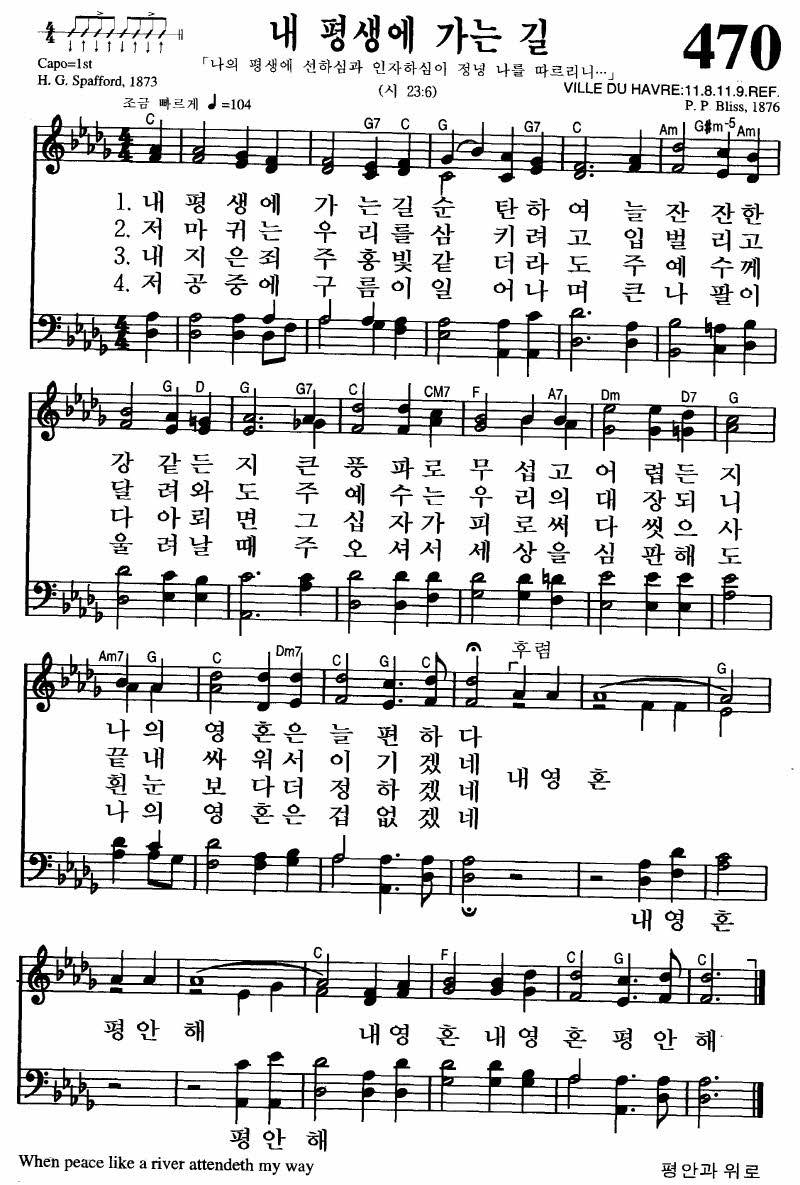 내 평생에 가는 길
470
Capo=1st
「나의 평생에 선하심과 인자하심이 정녕 나를 따르리니…」
H. G. Spafford, 1873
(시 23:6)
VILLE DU HAVRE:11.8.11.9.REF.
P. P. Bliss, 1876
조금 빠르게 ♩=104
C G7 C G G7 C Am G#m-5 Am
1. 내 평 생 에 가 는 길 순 탄 하 여 늘 잔 잔 한
2. 저 마 귀 는 우 리 를 삼 키 려 고 입 벌 리 고
3. 내 지 은 죄 주 홍 빛 같 더 라 도 주 예 수 께
4. 저 공 중 에 구 름 이 일 어 나 며 큰 나 팔 이
G D G G7 C CM7 F A7 Dm D7 G
강 같 든 지 큰 풍 파 로 무 섭 고 어 렵 든 지
달 려 와 도 주 예 수 는 우 리 의 대 장 되 니
다 아 뢰 면 그 십 자 가 피 로 써 다 씻 으 사
울 려 날 때 주 오 셔 서 세 상 을 심 판 해 도
Am7 G C Dm7 C G C 후렴 G
나 의 영 혼 은 늘 편 하 다
끝 내 싸 워 서 이 기 겠 네
흰 눈 보 다 더 정 하 겠 네 내 영 혼
나 의 영 혼 은 겁 없 겠 네
내 영 혼
C F C G C
평 안 해 내 영 혼 내 영 혼 평 안 해
평 안 해
When peace like a river attendeth my way
평안과 위로